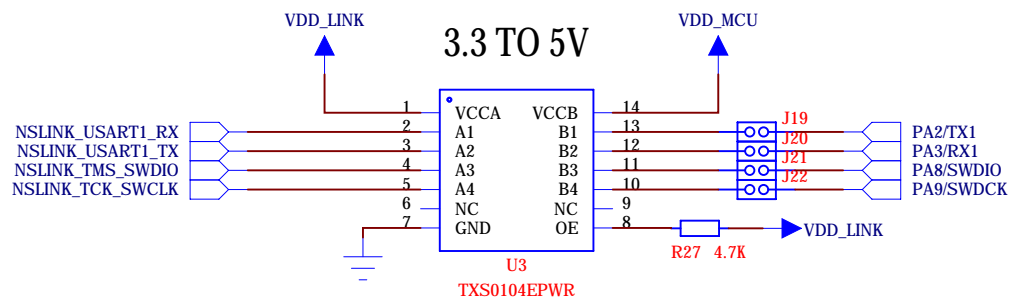 VDD_LINK
VDD_MCU
3.3 TO 5V
1 VCCA VCCB 14
J19
NSLINK_USART1_RX 2 A1 B1 13 PA2/TX1
J20
NSLINK_USART1_TX 3 A2 B2 12 PA3/RX1
J21
NSLINK_TMS_SWDIO 4 A3 B3 11 PA8/SWDIO
J22
NSLINK_TCK_SWCLK 5 A4 B4 10 PA9/SWDCK
6 NC NC 9
7 GND OE 8 VDD_LINK
R27 4.7K
U3
TXS0104EPWR